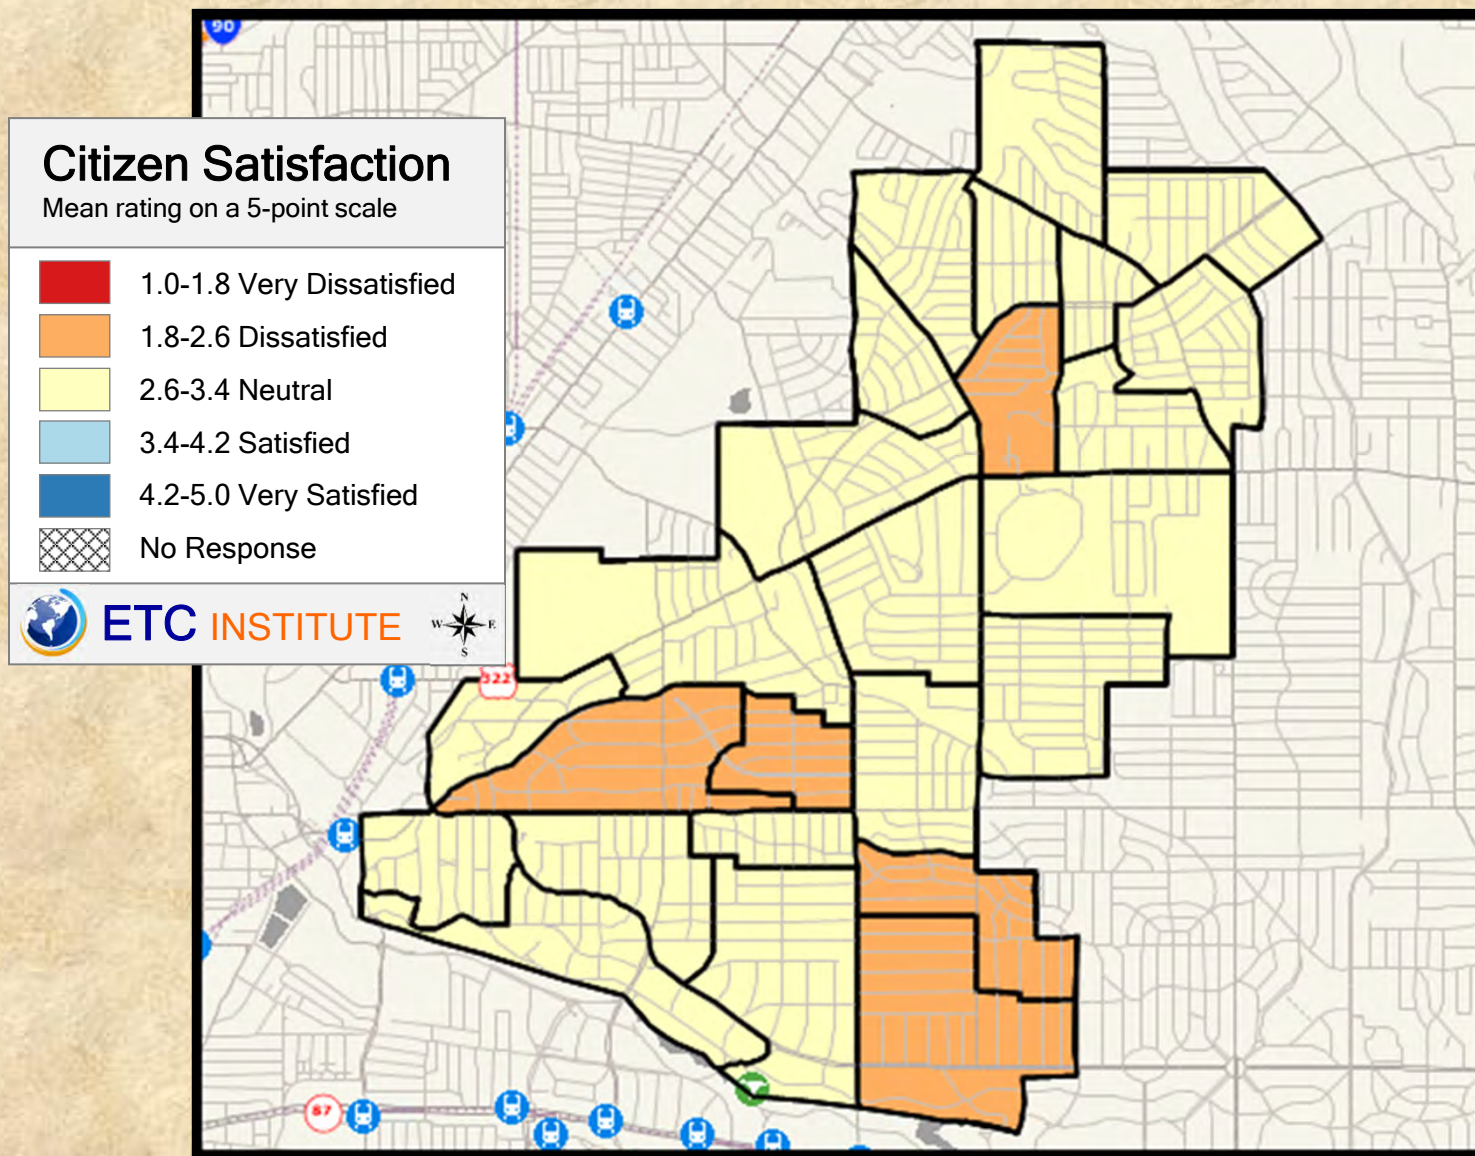 90
Citizen Satisfaction
Mean rating on a 5-point scale
1.0-1.8 Very Dissatisfied
1.8-2.6 Dissatisfied
2.6-3.4 Neutral
3.4-4.2 Satisfied
4.2-5.0 Very Satisfied
No Response
ETC INSTITUTE
N
W E
S
322
87